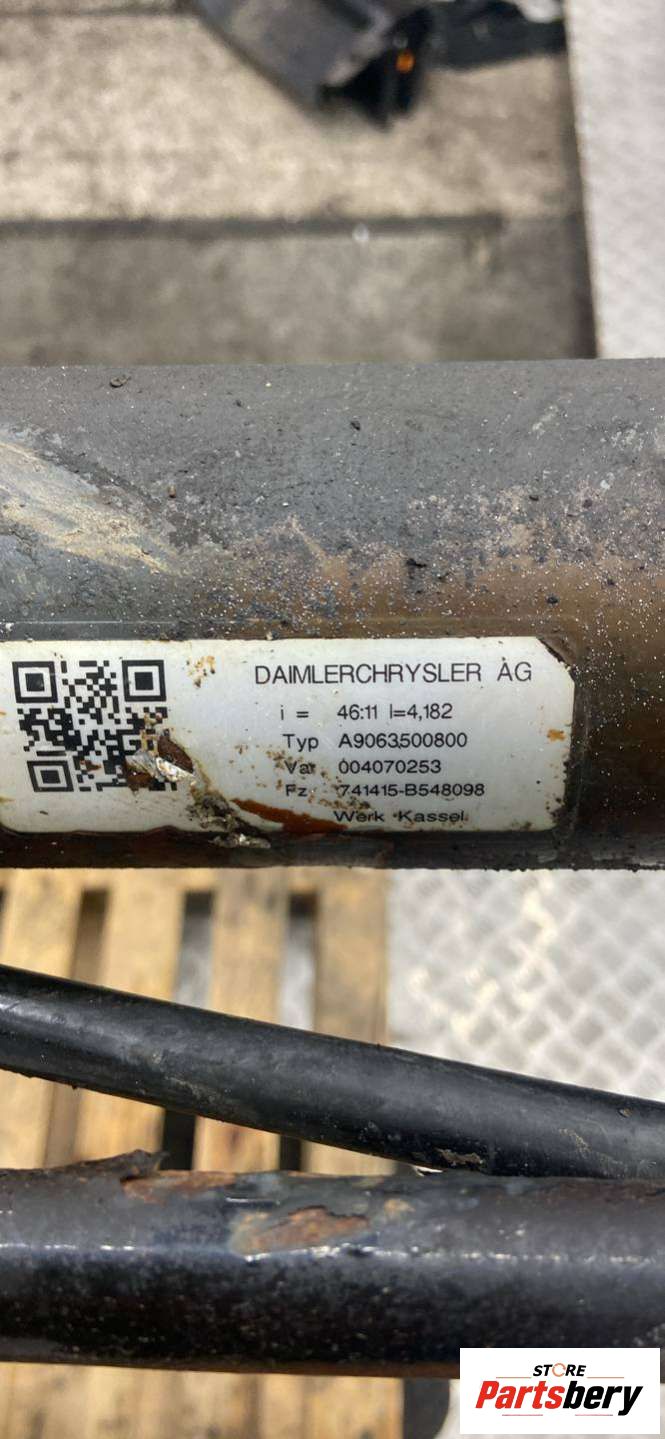 DAIMLERCHRYSLER AG
i = 46:11 I=4,182
Typ A9063500800
Var 004070253
Fz 741415-B548098
Werk Kassel
STORE
Partsbery